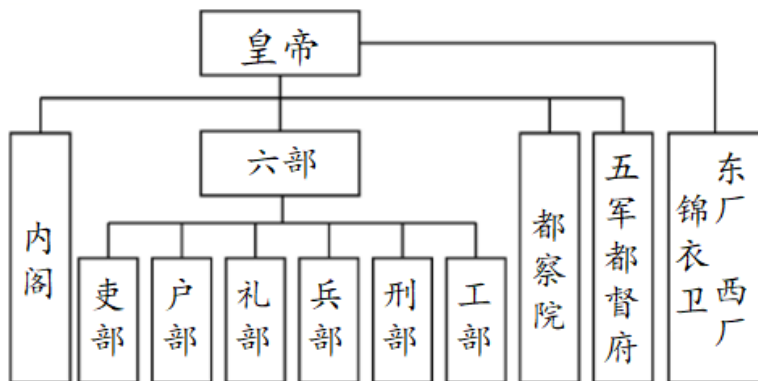 皇帝
六部
内阁
吏部
户部
礼部
兵部
刑部
工部
都察院
五军都督府
锦衣卫
东厂
西厂